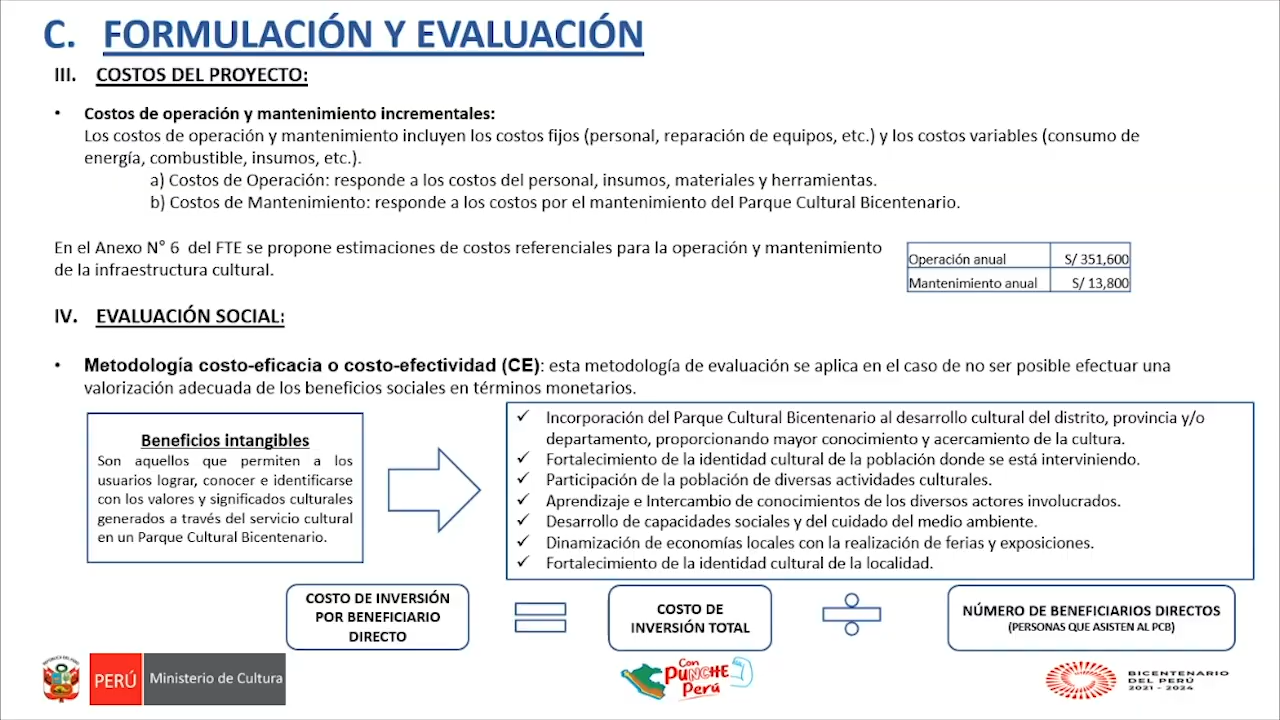 C. FORMULACIÓN Y EVALUACIÓN
III. COSTOS DEL PROYECTO:
• Costos de operación y mantenimiento incrementales:
Los costos de operación y mantenimiento incluyen los costos fijos (personal, reparación de equipos, etc.) y los costos variables (consumo de
energía, combustible, insumos, etc.).
a) Costos de Operación: responde a los costos del personal, insumos, materiales y herramientas.
b) Costos de Mantenimiento: responde a los costos por el mantenimiento del Parque Cultural Bicentenario.
En el Anexo N° 6 del FTE se propone estimaciones de costos referenciales para la operación y mantenimiento
de la infraestructura cultural.
Operación anual S/ 351,600
Mantenimiento anual S/ 13,800
IV. EVALUACIÓN SOCIAL:
• Metodología costo-eficacia o costo-efectividad (CE): esta metodología de evaluación se aplica en el caso de no ser posible efectuar una
valorización adecuada de los beneficios sociales en términos monetarios.
Beneficios intangibles
Son aquellos que permiten a los
usuarios lograr, conocer e identificarse
con los valores y significados culturales
generados a través del servicio cultural
en un Parque Cultural Bicentenario.
✓ Incorporación del Parque Cultural Bicentenario al desarrollo cultural del distrito, provincia y/o
departamento, proporcionando mayor conocimiento y acercamiento de la cultura.
✓ Fortalecimiento de la identidad cultural de la población donde se está interviniendo.
✓ Participación de la población de diversas actividades culturales.
✓ Aprendizaje e Intercambio de conocimientos de los diversos actores involucrados.
✓ Desarrollo de capacidades sociales y del cuidado del medio ambiente.
✓ Dinamización de economías locales con la realización de ferias y exposiciones.
✓ Fortalecimiento de la identidad cultural de la localidad.
COSTO DE INVERSIÓN
POR BENEFICIARIO
DIRECTO
COSTO DE
INVERSIÓN TOTAL
NÚMERO DE BENEFICIARIOS DIRECTOS
(PERSONAS QUE ASISTEN AL PCB)
PERÚ Ministerio de Cultura
Con
PUNCHE
Perú
BICENTENARIO
DEL PERÚ
2021 - 2024